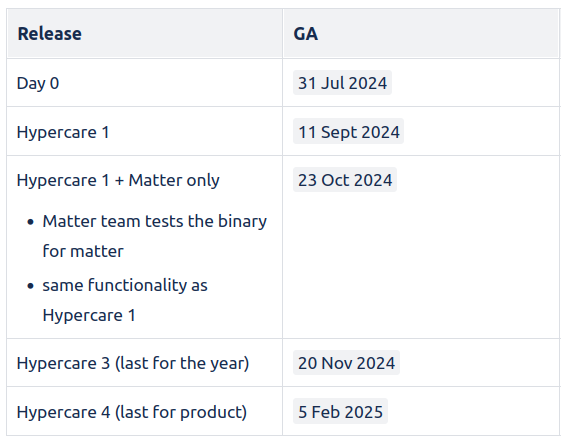 Release GA
Day 0 31 Jul 2024
Hypercare 1 11 Sept 2024
Hypercare 1 + Matter only 23 Oct 2024
• Matter team tests the binary
for matter
• same functionality as
Hypercare 1
Hypercare 3 (last for the year) 20 Nov 2024
Hypercare 4 (last for product) 5 Feb 2025